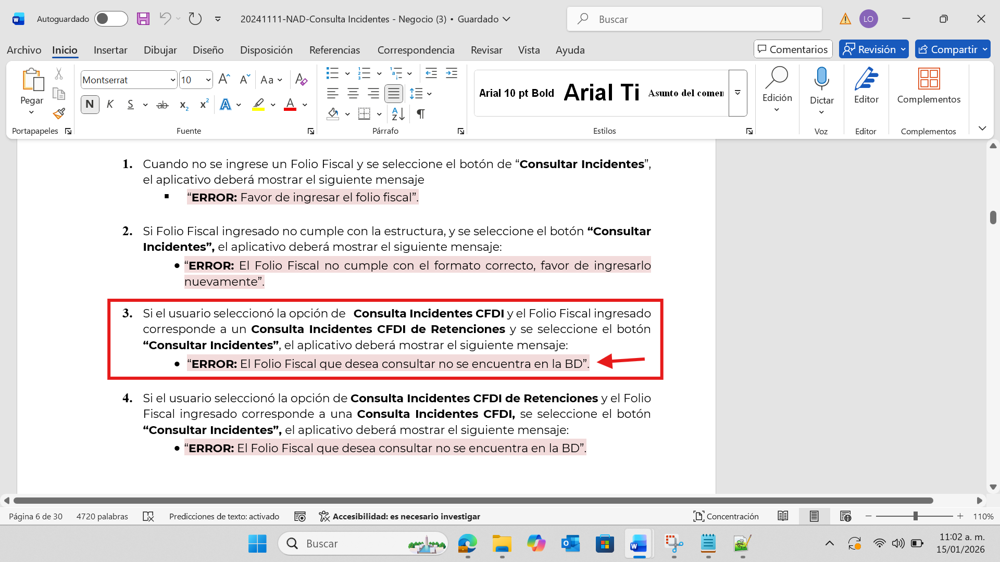 Autoguardado
20241111-NAD-Consulta Incidentes - Negocio (3) • Guardado
Buscar
LO
Archivo Inicio Insertar Dibujar Diseño Disposición Referencias Correspondencia Revisar Vista Ayuda
Comentarios Revisión Compartir
Pegar
Montserrat 10
N K S ab x₂ x² A A
Aa
Arial 10 pt Bold Arial Ti Asunto del comen
Edición Dictar Editor Complementos
Portapapeles Fuente Párrafo Estilos Voz Editor Complementos
1. Cuando no se ingrese un Folio Fiscal y se seleccione el botón de “Consultar Incidentes”,
el aplicativo deberá mostrar el siguiente mensaje
▪ “ERROR: Favor de ingresar el folio fiscal”.
2. Si Folio Fiscal ingresado no cumple con la estructura, y se seleccione el botón “Consultar
Incidentes”, el aplicativo deberá mostrar el siguiente mensaje:
• “ERROR: El Folio Fiscal no cumple con el formato correcto, favor de ingresarlo
nuevamente”.
3. Si el usuario seleccionó la opción de Consulta Incidentes CFDI y el Folio Fiscal ingresado
corresponde a un Consulta Incidentes CFDI de Retenciones y se seleccione el botón
“Consultar Incidentes”, el aplicativo deberá mostrar el siguiente mensaje:
• “ERROR: El Folio Fiscal que desea consultar no se encuentra en la BD”.
4. Si el usuario seleccionó la opción de Consulta Incidentes CFDI de Retenciones y el Folio
Fiscal ingresado corresponde a una Consulta Incidentes CFDI, se seleccione el botón
“Consultar Incidentes”, el aplicativo deberá mostrar el siguiente mensaje:
• “ERROR: El Folio Fiscal que desea consultar no se encuentra en la BD”.
Página 6 de 30 4720 palabras Predicciones de texto: activado Accesibilidad: es necesario investigar Concentración 110%
Buscar
11:02 a. m.
15/01/2026